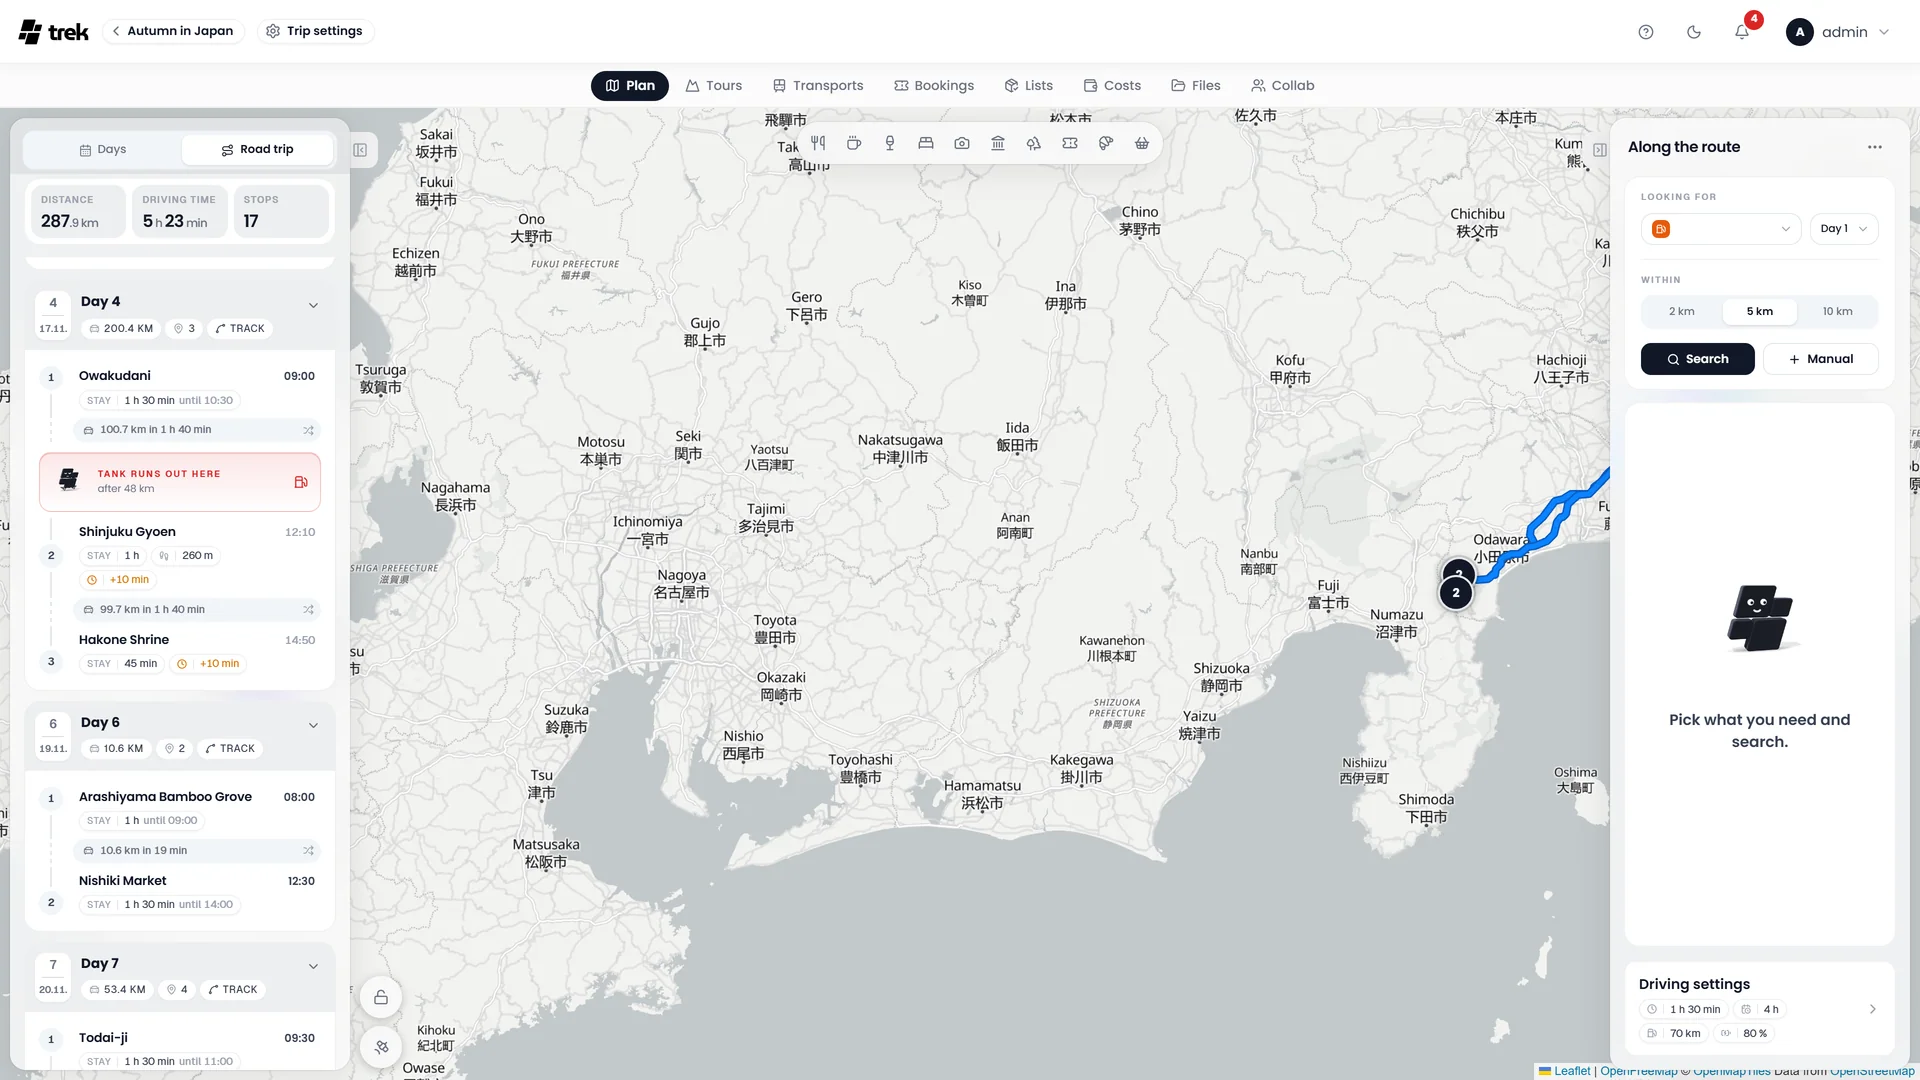 trek
Autumn in Japan
Trip settings
4
A
admin
Plan
Tours
Transports
Bookings
Lists
Costs
Files
Collab
Days
Road trip
DISTANCE
287.9 km
DRIVING TIME
5 h 23 min
STOPS
17
4
17.11.
Day 4
200.4 KM
3
TRACK
1
Owakudani
09:00
STAY 1 h 30 min until 10:30
100.7 km in 1 h 40 min
TANK RUNS OUT HERE
after 48 km
2
Shinjuku Gyoen
12:10
STAY 1 h
260 m
+10 min
99.7 km in 1 h 40 min
3
Hakone Shrine
14:50
STAY 45 min
+10 min
6
19.11.
Day 6
10.6 KM
2
TRACK
1
Arashiyama Bamboo Grove
08:00
STAY 1 h until 09:00
10.6 km in 19 min
2
Nishiki Market
12:30
STAY 1 h 30 min until 14:00
7
20.11.
Day 7
53.4 KM
4
TRACK
1
Todai-ji
09:30
STAY 1 h 30 min until 11:00
Sakai
坂井市
飛騨市
高山市
松本市
佐久市
本庄市
Fukui
福井市
Ono
大野市
Chino
茅野市
Chichibu
秩父市
Echizen
越前市
FUKUI PREFECTURE
福井県
Kiso
木曽町
Ina
伊那市
Gero
下呂市
Gujo
郡上市
Tsuruga
敦賀市
Kofu
甲府市
Hachioji
八王子市
Motosu
本巣市
Seki
関市
Yaotsu
八百津町
Nakatsugawa
中津川市
Iida
飯田市
Nagahama
長浜市
Ichinomiya
一宮市
Tajimi
多治見市
Anan
阿南町
Odawara
Nanbu
南部町
SHIGA PREFECTURE
滋賀県
Nagoya
名古屋市
2
Fuji
富士市
Numazu
沼津市
Toyota
豊田市
Kawanehon
川根本町
Shizuoka
静岡市
Okazaki
岡崎市
SHIZUOKA
PREFECTURE
静岡県
Suzuka
鈴鹿市
Yaizu
焼津市
Nishio
西尾市
Toyohashi
豊橋市
Kakegawa
掛川市
Nishiizu
西伊豆町
Oshima
大島町
Tsu
津市
Hamamatsu
浜松市
Shimoda
下田市
Matsusaka
松阪市
Kihoku
紀北町
Owase
Along the route
LOOKING FOR
Day 1
WITHIN
2 km
5 km
10 km
Search
Manual
Pick what you need and
search.
Driving settings
1 h 30 min
4 h
70 km
80 %
Leaflet | OpenFreeMap © OpenMapTiles Data from OpenStreetMap